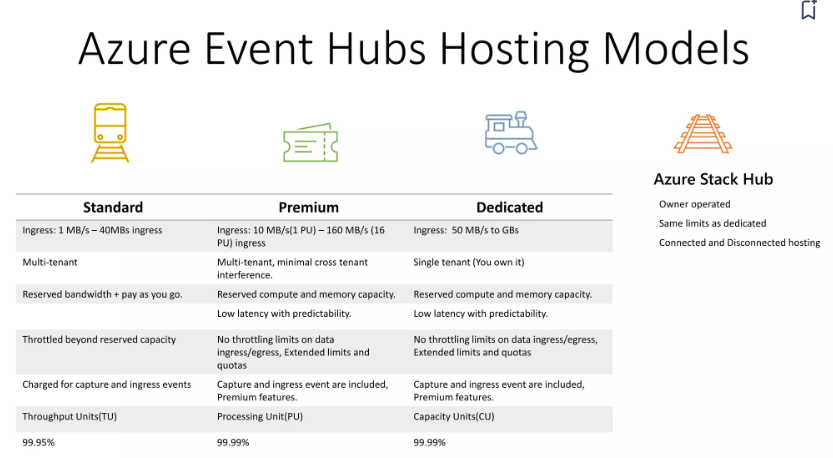 Azure Event Hubs Hosting Models
Azure Stack Hub
Owner operated
Same limits as dedicated
Connected and Disconnected hosting
Standard Premium Dedicated
Ingress: 1 MB/s – 40MBs ingress
Ingress: 10 MB/s(1 PU) – 160 MB/s (16
PU) ingress
Ingress:  50 MB/s to GBs
Multi-tenant
Multi-tenant, minimal cross tenant
interference.
Single tenant (You own it)
Reserved bandwidth + pay as you go.
Reserved compute and memory capacity.
Reserved compute and memory capacity.
Low latency with predictability.
Low latency with predictability.
Throttled beyond reserved capacity
No throttling limits on data
ingress/egress, Extended limits and
quotas
No throttling limits on data ingress/egress,
Extended limits and quotas
Charged for capture and ingress events
Capture and ingress event are included,
Premium features.
Capture and ingress event are included,
Premium features.
Throughput Units(TU)
Processing Unit(PU)
Capacity Units(CU)
99.95%
99.99%
99.99%